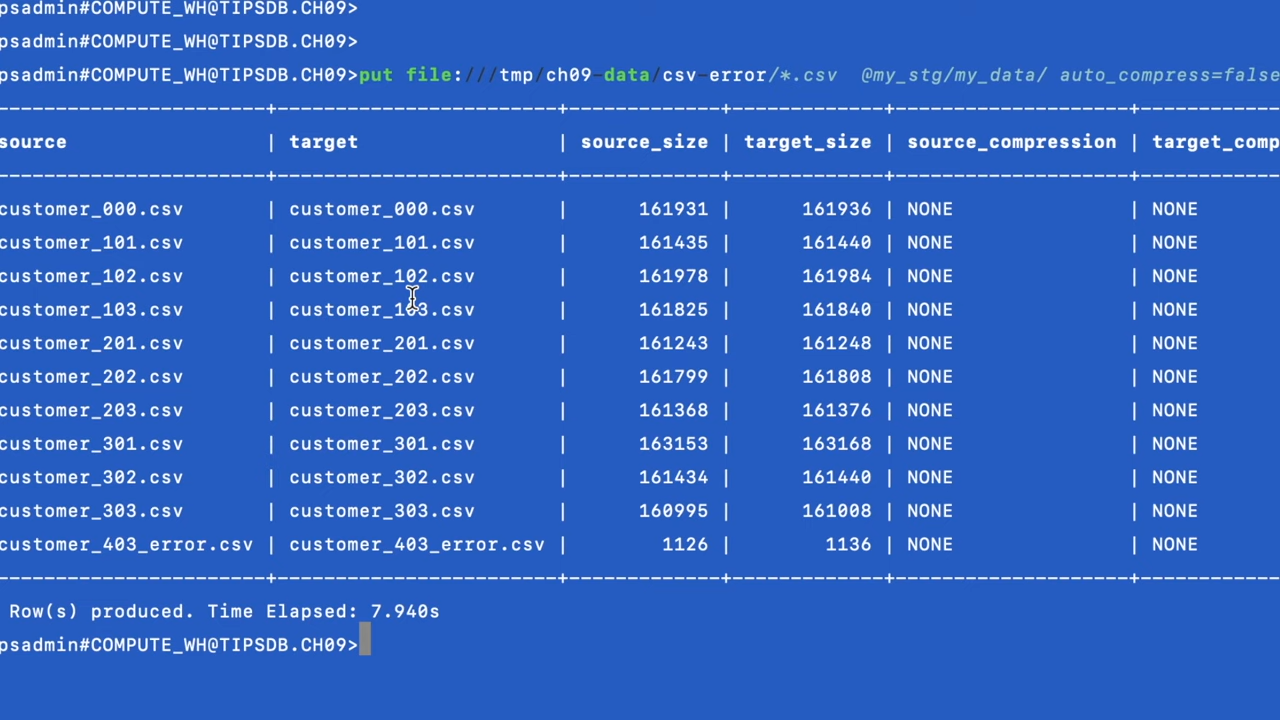 psadmin#COMPUTE_WH@TIPSDB.CH09>
psadmin#COMPUTE_WH@TIPSDB.CH09>
psadmin#COMPUTE_WH@TIPSDB.CH09>put file:///tmp/ch09-data/csv-error/*.csv  @my_stg/my_data/ auto_compress=false
source | target | source_size | target_size | source_compression | target_comp
customer_000.csv | customer_000.csv | 161931 | 161936 | NONE | NONE
customer_101.csv | customer_101.csv | 161435 | 161440 | NONE | NONE
customer_102.csv | customer_102.csv | 161978 | 161984 | NONE | NONE
customer_103.csv | customer_103.csv | 161825 | 161840 | NONE | NONE
customer_201.csv | customer_201.csv | 161243 | 161248 | NONE | NONE
customer_202.csv | customer_202.csv | 161799 | 161808 | NONE | NONE
customer_203.csv | customer_203.csv | 161368 | 161376 | NONE | NONE
customer_301.csv | customer_301.csv | 163153 | 163168 | NONE | NONE
customer_302.csv | customer_302.csv | 161434 | 161440 | NONE | NONE
customer_303.csv | customer_303.csv | 160995 | 161008 | NONE | NONE
customer_403_error.csv | customer_403_error.csv | 1126 | 1136 | NONE | NONE
Row(s) produced. Time Elapsed: 7.940s
psadmin#COMPUTE_WH@TIPSDB.CH09>